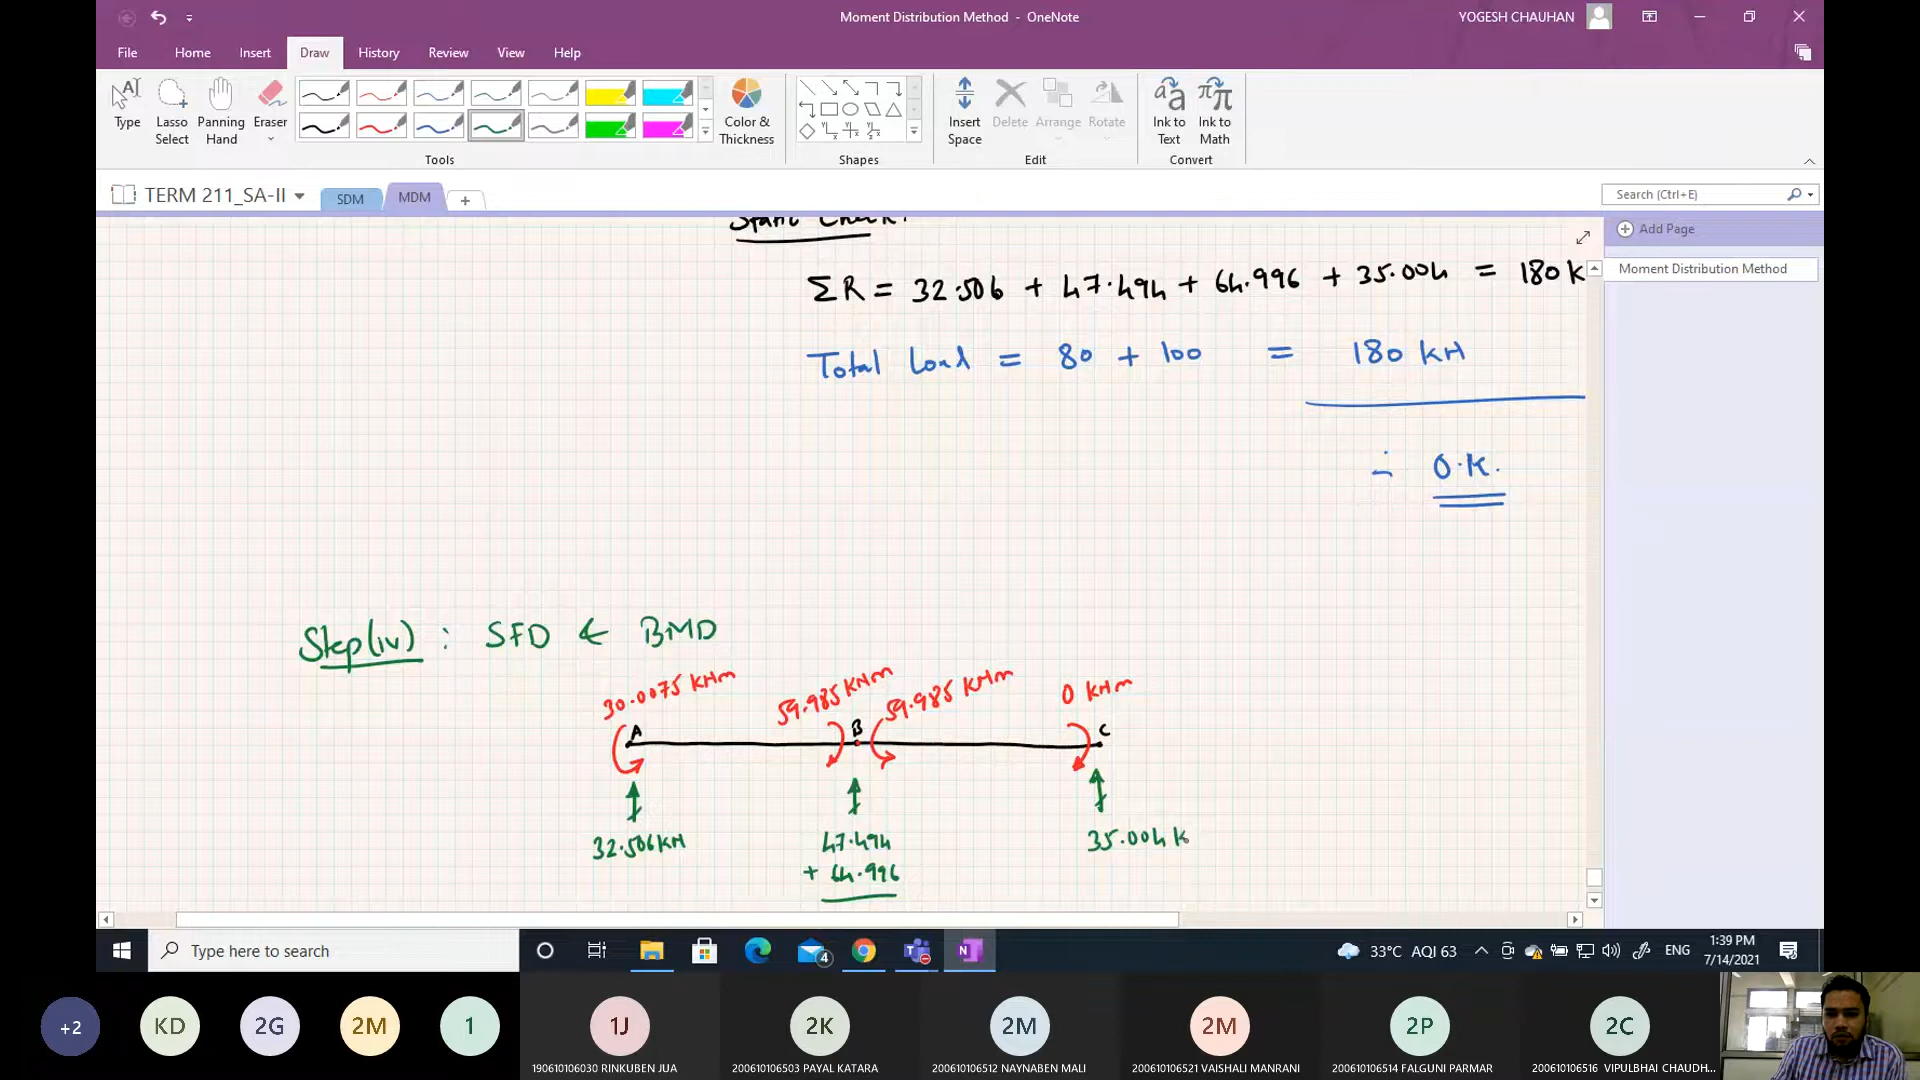 Moment Distribution Method - OneNote
YOGESH CHAUHAN
File Home Insert Draw History Review View Help
Type
Lasso Select
Panning Hand
Eraser
Color & Thickness
Insert Space
Delete
Arrange
Rotate
Ink to Text
Ink to Math
Tools
Shapes
Edit
Convert
TERM 211_SA-II
SDM
MDM
Search (Ctrl+E)
Add Page
Moment Distribution Method
Static Check:
ΣR = 32.506 + 47.494 + 64.996 + 35.004 = 180 k
Total Load = 80 + 100 = 180 kN
∴ O.K.
Step(iv) : SFD & BMD
30.0075 kNm
59.985 kNm
59.985 kNm
0 kNm
A
B
C
32.506 kN
47.494
+ 64.996
35.004 k
Type here to search
4
33°C AQI 63
ENG
1:39 PM
7/14/2021
+2
KD
2G
2M
1
1J
2K
2M
2M
2P
2C
190610106030 RINKUBEN JUA
200610106503 PAYAL KATARA
200610106512 NAYNABEN MALI
200610106521 VAISHALI MANRANI
200610106514 FALGUNI PARMAR
200610106516 VIPULBHAI CHAUDH...